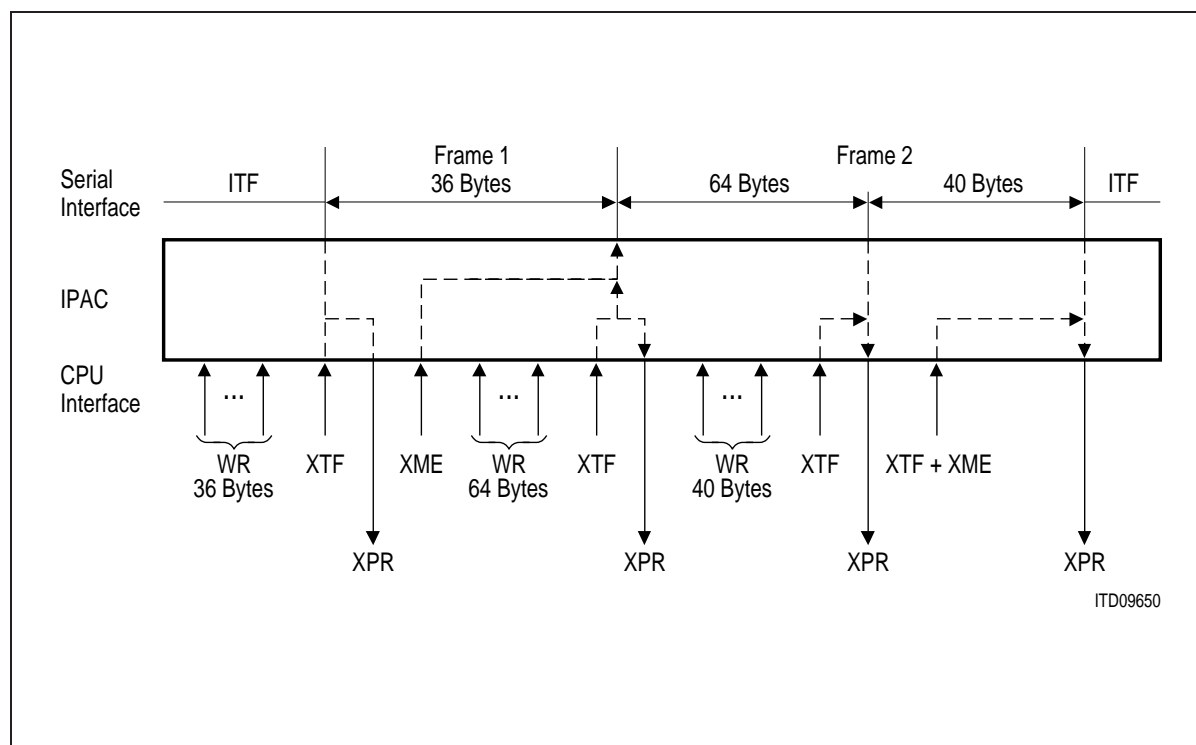 Frame 1
Frame 2
Serial
Interface
ITF
36 Bytes
64 Bytes
40 Bytes
ITF
IPAC
CPU
Interface
...
...
...
WR
36 Bytes
XTF
XME
WR
64 Bytes
XTF
WR
40 Bytes
XTF
XTF + XME
XPR
XPR
XPR
XPR
ITD09650